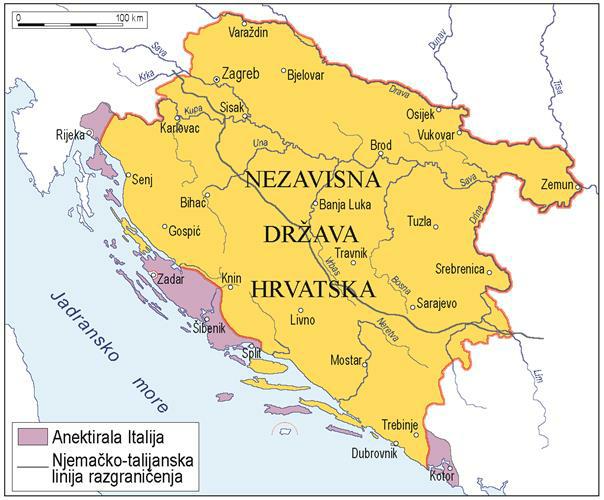 0
100 km
Varaždin
Sava
Krka
Dunav
Tisa
Zagreb
Bjelovar
Drava
Kupa
Sisak
Osijek
Rijeka
Karlovac
Vukovar
Una
Brod
Senj
NEZAVISNA
Sava
Zemun
Bihać
Banja Luka
Drina
Gospić
DRŽAVA
Tuzla
Travnik
Vrbas
Zadar
Knin
Bosna
Srebrenica
HRVATSKA
Sarajevo
Jadransko more
Šibenik
Livno
Neretva
Split
Mostar
Lim
Trebinje
Anektirala Italija
Dubrovnik
Njemačko-talijanska
linija razgraničenja
Kotor